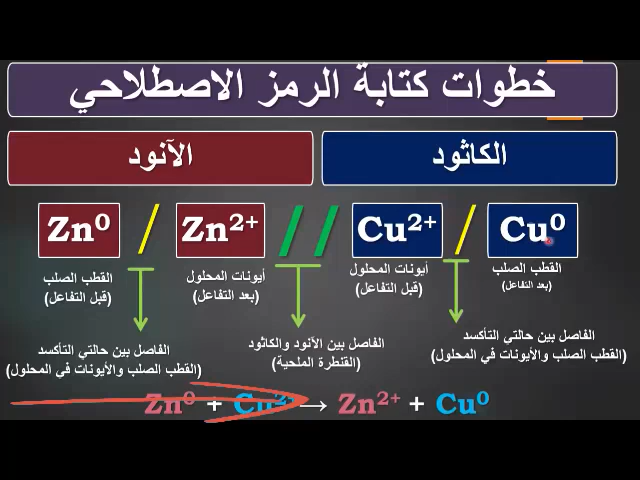 خطوات كتابة الرمز الاصطلاحي
الكاثود
الآنود
Zn⁰ / Zn²⁺ // Cu²⁺ / Cu⁰
القطب الصلب
(قبل التفاعل)
أيونات المحلول
(بعد التفاعل)
أيونات المحلول
(قبل التفاعل)
القطب الصلب
(بعد التفاعل)
الفاصل بين حالتي التأكسد
(القطب الصلب والأيونات في المحلول)
الفاصل بين الآنود والكاثود
(القنطرة الملحية)
الفاصل بين حالتي التأكسد
(القطب الصلب والأيونات في المحلول)
Zn⁰ + Cu²⁺ → Zn²⁺ + Cu⁰